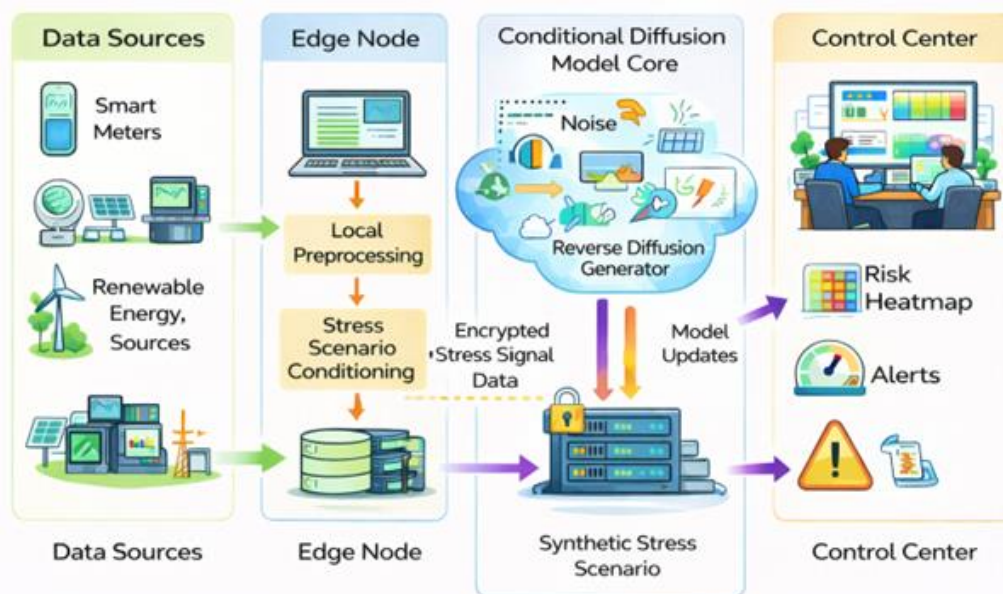 Data Sources
Smart
Meters
Renewable
Energy,
Sources
Data Sources
Edge Node
Local
Preprocessing
Stress
Scenario
Conditioning
Edge Node
Conditional Diffusion
Model Core
Noise
Reverse Diffusion
Generator
Encrypted
Stress Signal
Data
Model
Updates
Synthetic Stress
Scenario
Control Center
Risk
Heatmap
Alerts
Control Center